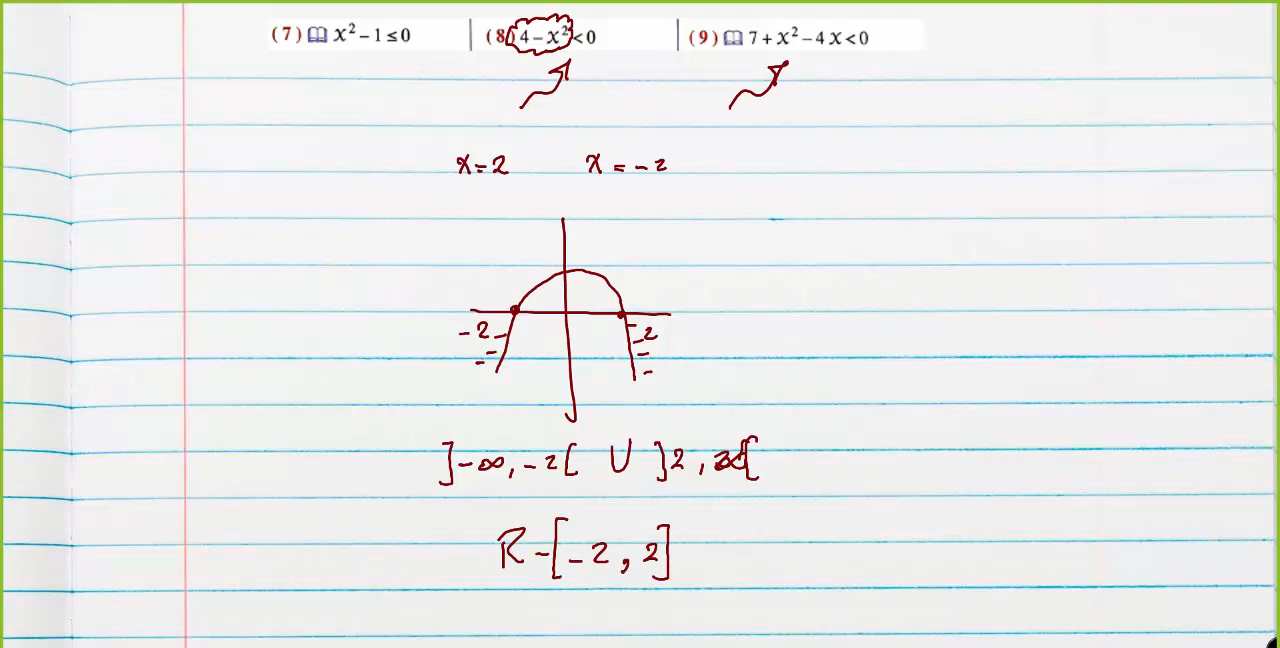 (7) x² – 1 ≤ 0 (8) 4 – x² < 0 (9) 7 + x² – 4 x < 0
x = 2 x = -2
-2 2
]-∞, -2[ U ]2, ∞[
R - [-2, 2]